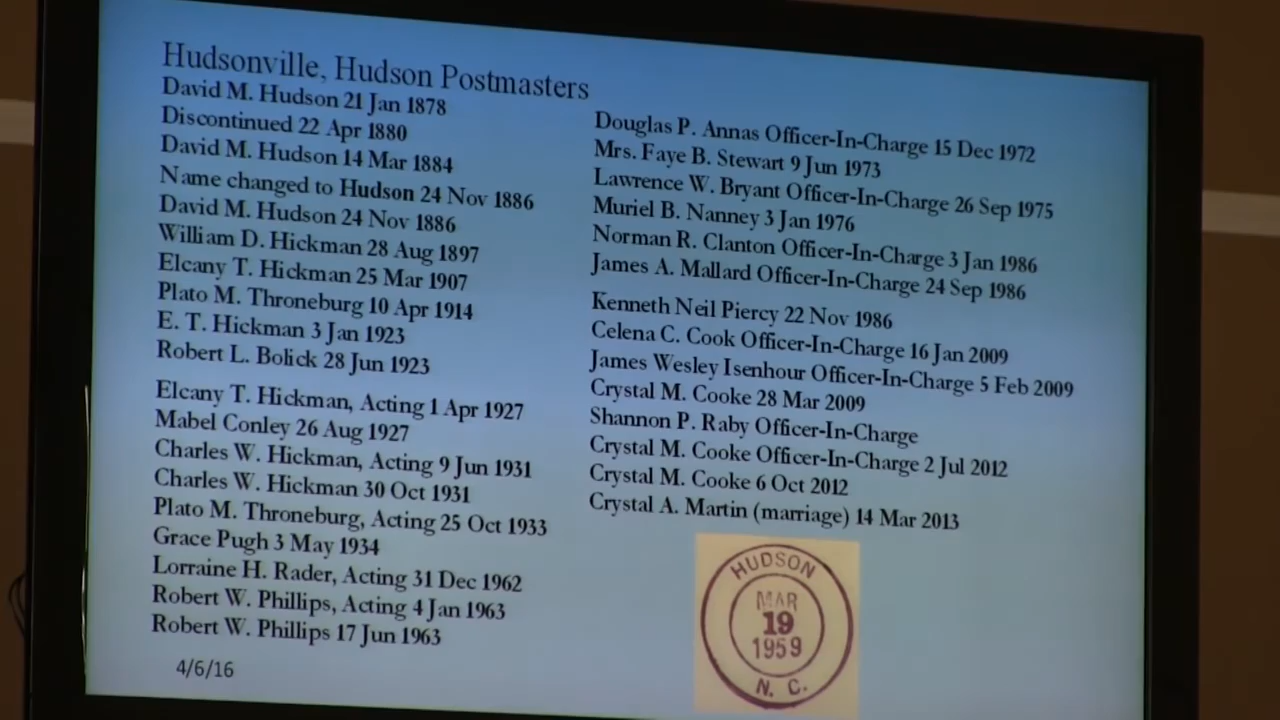 Hudsonville, Hudson Postmasters
David M. Hudson 21 Jan 1878
Discontinued 22 Apr 1880
David M. Hudson 14 Mar 1884
Name changed to Hudson 24 Nov 1886
David M. Hudson 24 Nov 1886
William D. Hickman 28 Aug 1897
Elcany T. Hickman 25 Mar 1907
Plato M. Throneburg 10 Apr 1914
E. T. Hickman 3 Jan 1923
Robert L. Bolick 28 Jun 1923
Elcany T. Hickman, Acting 1 Apr 1927
Mabel Conley 26 Aug 1927
Charles W. Hickman, Acting 9 Jun 1931
Charles W. Hickman 30 Oct 1931
Plato M. Throneburg, Acting 25 Oct 1933
Grace Pugh 3 May 1934
Lorraine H. Rader, Acting 31 Dec 1962
Robert W. Phillips, Acting 4 Jan 1963
Robert W. Phillips 17 Jun 1963
4/6/16
Douglas P. Annas Officer-In-Charge 15 Dec 1972
Mrs. Faye B. Stewart 9 Jun 1973
Lawrence W. Bryant Officer-In-Charge 26 Sep 1975
Muriel B. Nanney 3 Jan 1976
Norman R. Clanton Officer-In-Charge 3 Jan 1986
James A. Mallard Officer-In-Charge 24 Sep 1986
Kenneth Neil Piercy 22 Nov 1986
Celena C. Cook Officer-In-Charge 16 Jan 2009
James Wesley Isenhour Officer-In-Charge 5 Feb 2009
Crystal M. Cooke 28 Mar 2009
Shannon P. Raby Officer-In-Charge
Crystal M. Cooke Officer-In-Charge 2 Jul 2012
Crystal M. Cooke 6 Oct 2012
Crystal A. Martin (marriage) 14 Mar 2013
HUDSON
MAR
19
1959
N. C.